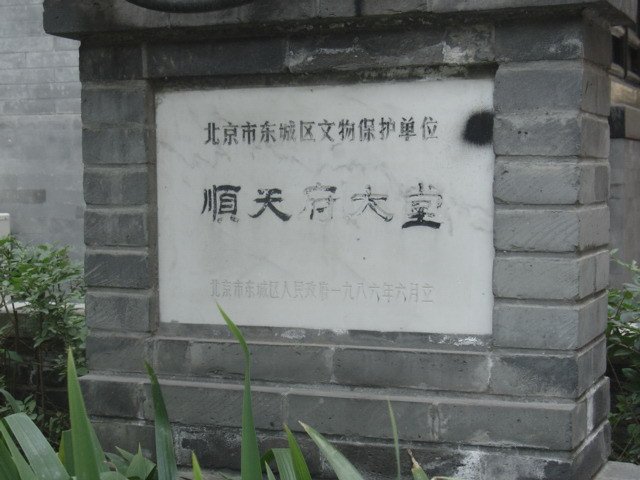 北京市东城区文物保护单位
順天府大堂
北京市东城区人民政府一九八六年六月立